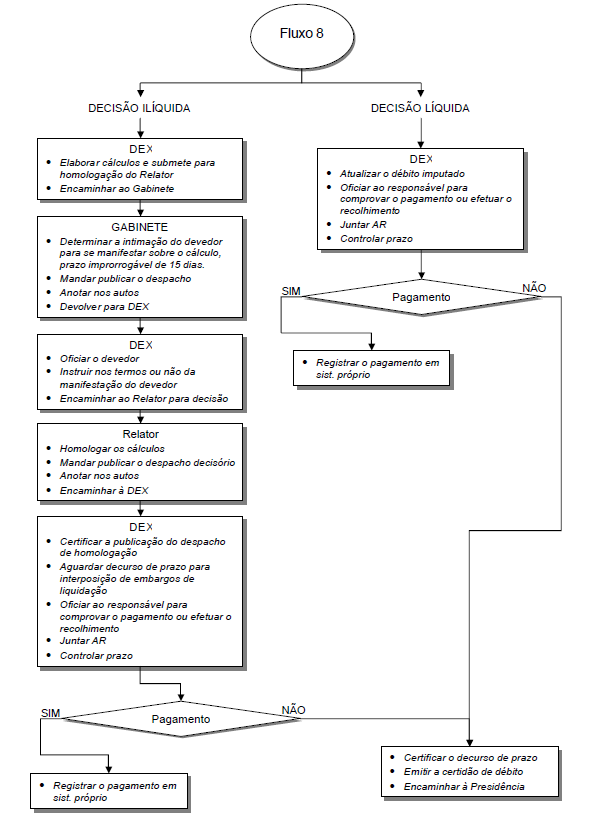 Fluxo 8
DECISÃO ILÍQUIDA
DEX
• Elaborar cálculos e submete para
homologação do Relator
• Encaminhar ao Gabinete
GABINETE
• Determinar a intimação do devedor
para se manifestar sobre o cálculo,
prazo improrrogável de 15 dias.
• Mandar publicar o despacho
• Anotar nos autos
• Devolver para DEX
DEX
• Oficiar o devedor
• Instruir nos termos ou não da
manifestação do devedor
• Encaminhar ao Relator para decisão
Relator
• Homologar os cálculos
• Mandar publicar o despacho decisório
• Anotar nos autos
• Encaminhar à DEX
DEX
• Certificar a publicação do despacho
de homologação
• Aguardar decurso de prazo para
interposição de embargos de
liquidação
• Oficiar ao responsável para
comprovar o pagamento ou efetuar o
recolhimento
• Juntar AR
• Controlar prazo
Pagamento
SIM
NÃO
• Registrar o pagamento em
sist. próprio
DECISÃO LÍQUIDA
DEX
• Atualizar o débito imputado
• Oficiar ao responsável para
comprovar o pagamento ou efetuar o
recolhimento
• Juntar AR
• Controlar prazo
SIM
Pagamento
NÃO
• Registrar o pagamento em
sist. próprio
• Certificar o decurso de prazo
• Emitir a certidão de débito
• Encaminhar à Presidência